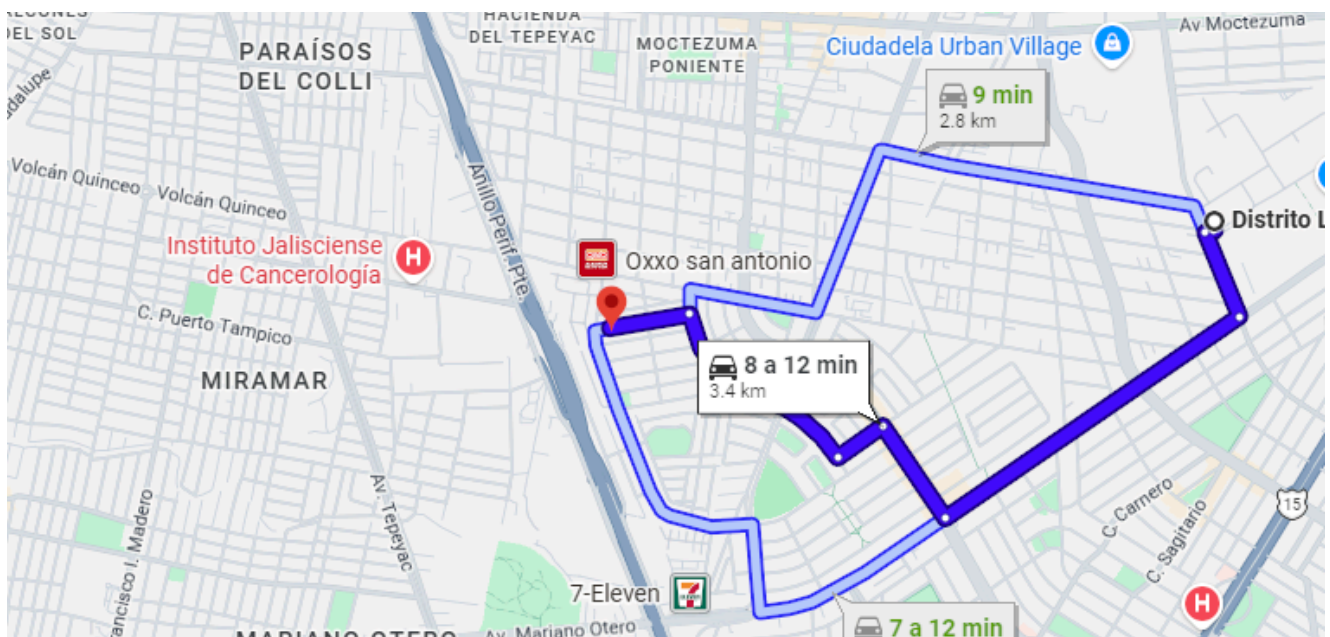 DEL SOL
HACIENDA
DEL TEPEYAC
Av Moctezuma
PARAÍSOS
DEL COLLI
MOCTEZUMA
PONIENTE
Ciudadela Urban Village
9 min
2.8 km
Volcán Quinceo
Volcán Quinceo
Anillo Perif. Pte.
Distrito L
Instituto Jalisciense
de Cancerología
H
Oxxo san antonio
C. Puerto Tampico
MIRAMAR
8 a 12 min
3.4 km
Av. Tepeyac
Francisco I. Madero
C. Carnero
C. Sagitario
15
7-Eleven
H
Av. Mariano Otero
MARIANO OTERO
7 a 12 min